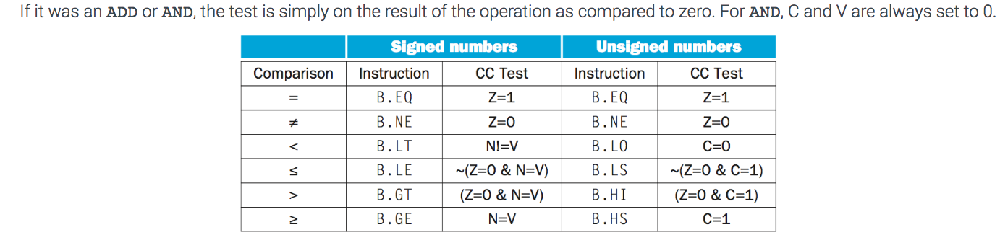 If it was an ADD or AND, the test is simply on the result of the operation as compared to zero. For AND, C and V are always set to 0.
Signed numbers Unsigned numbers
Comparison Instruction CC Test Instruction CC Test
= B.EQ Z=1 B.EQ Z=1
≠ B.NE Z=0 B.NE Z=0
< B.LT N!=V B.LO C=0
≤ B.LE ~(Z=0 & N=V) B.LS ~(Z=0 & C=1)
> B.GT (Z=0 & N=V) B.HI (Z=0 & C=1)
≥ B.GE N=V B.HS C=1